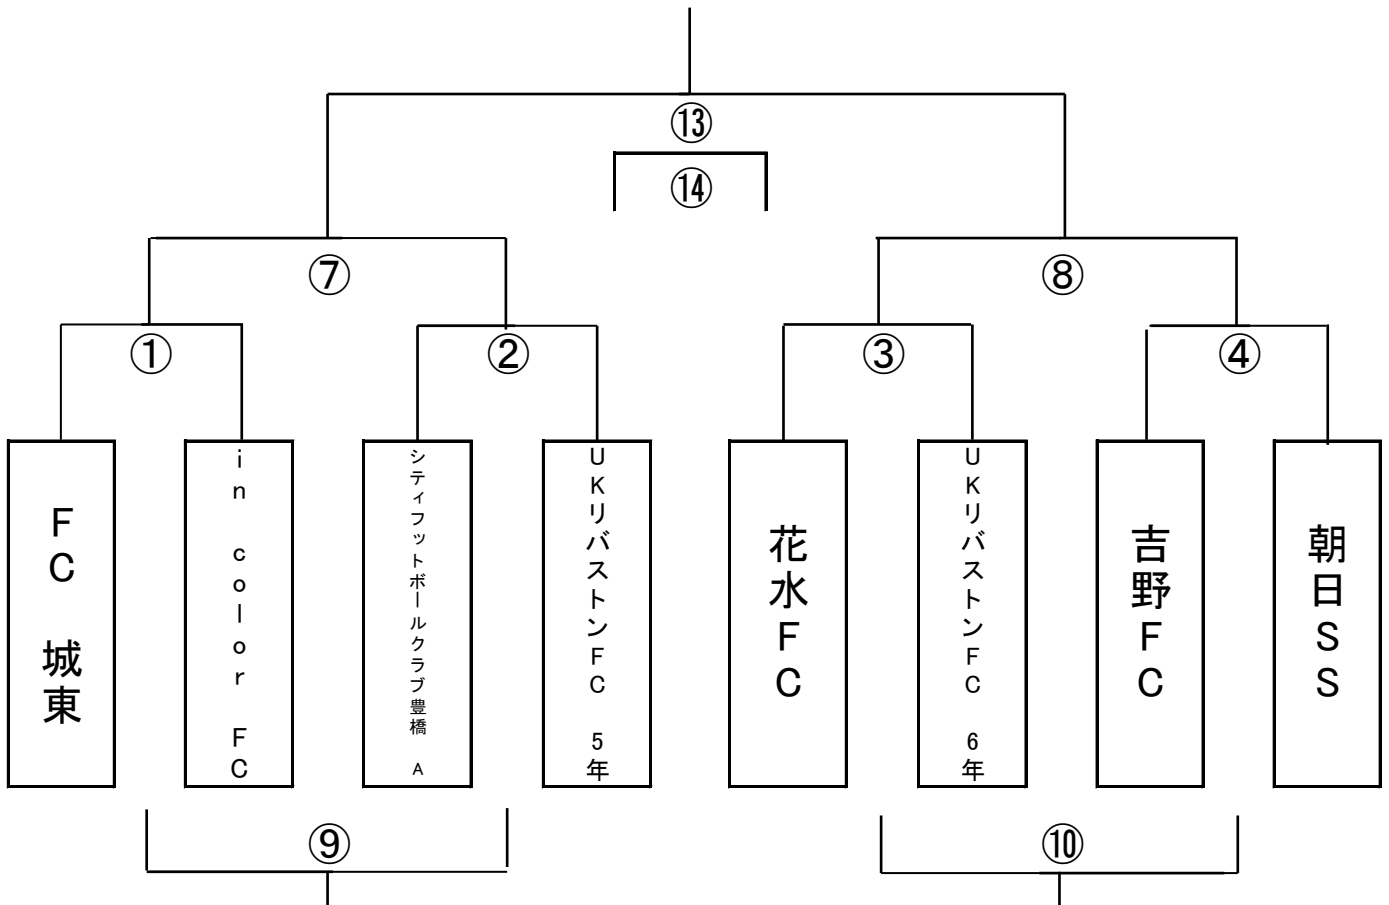 ⑬
⑭
⑦
⑧
①
②
③
④
FC 城東
in color FC
シティフットボールクラブ豊橋 A
UKリバストンFC 5年
花水FC
UKリバストンFC 6年
吉野FC
朝日SS
⑨
⑩